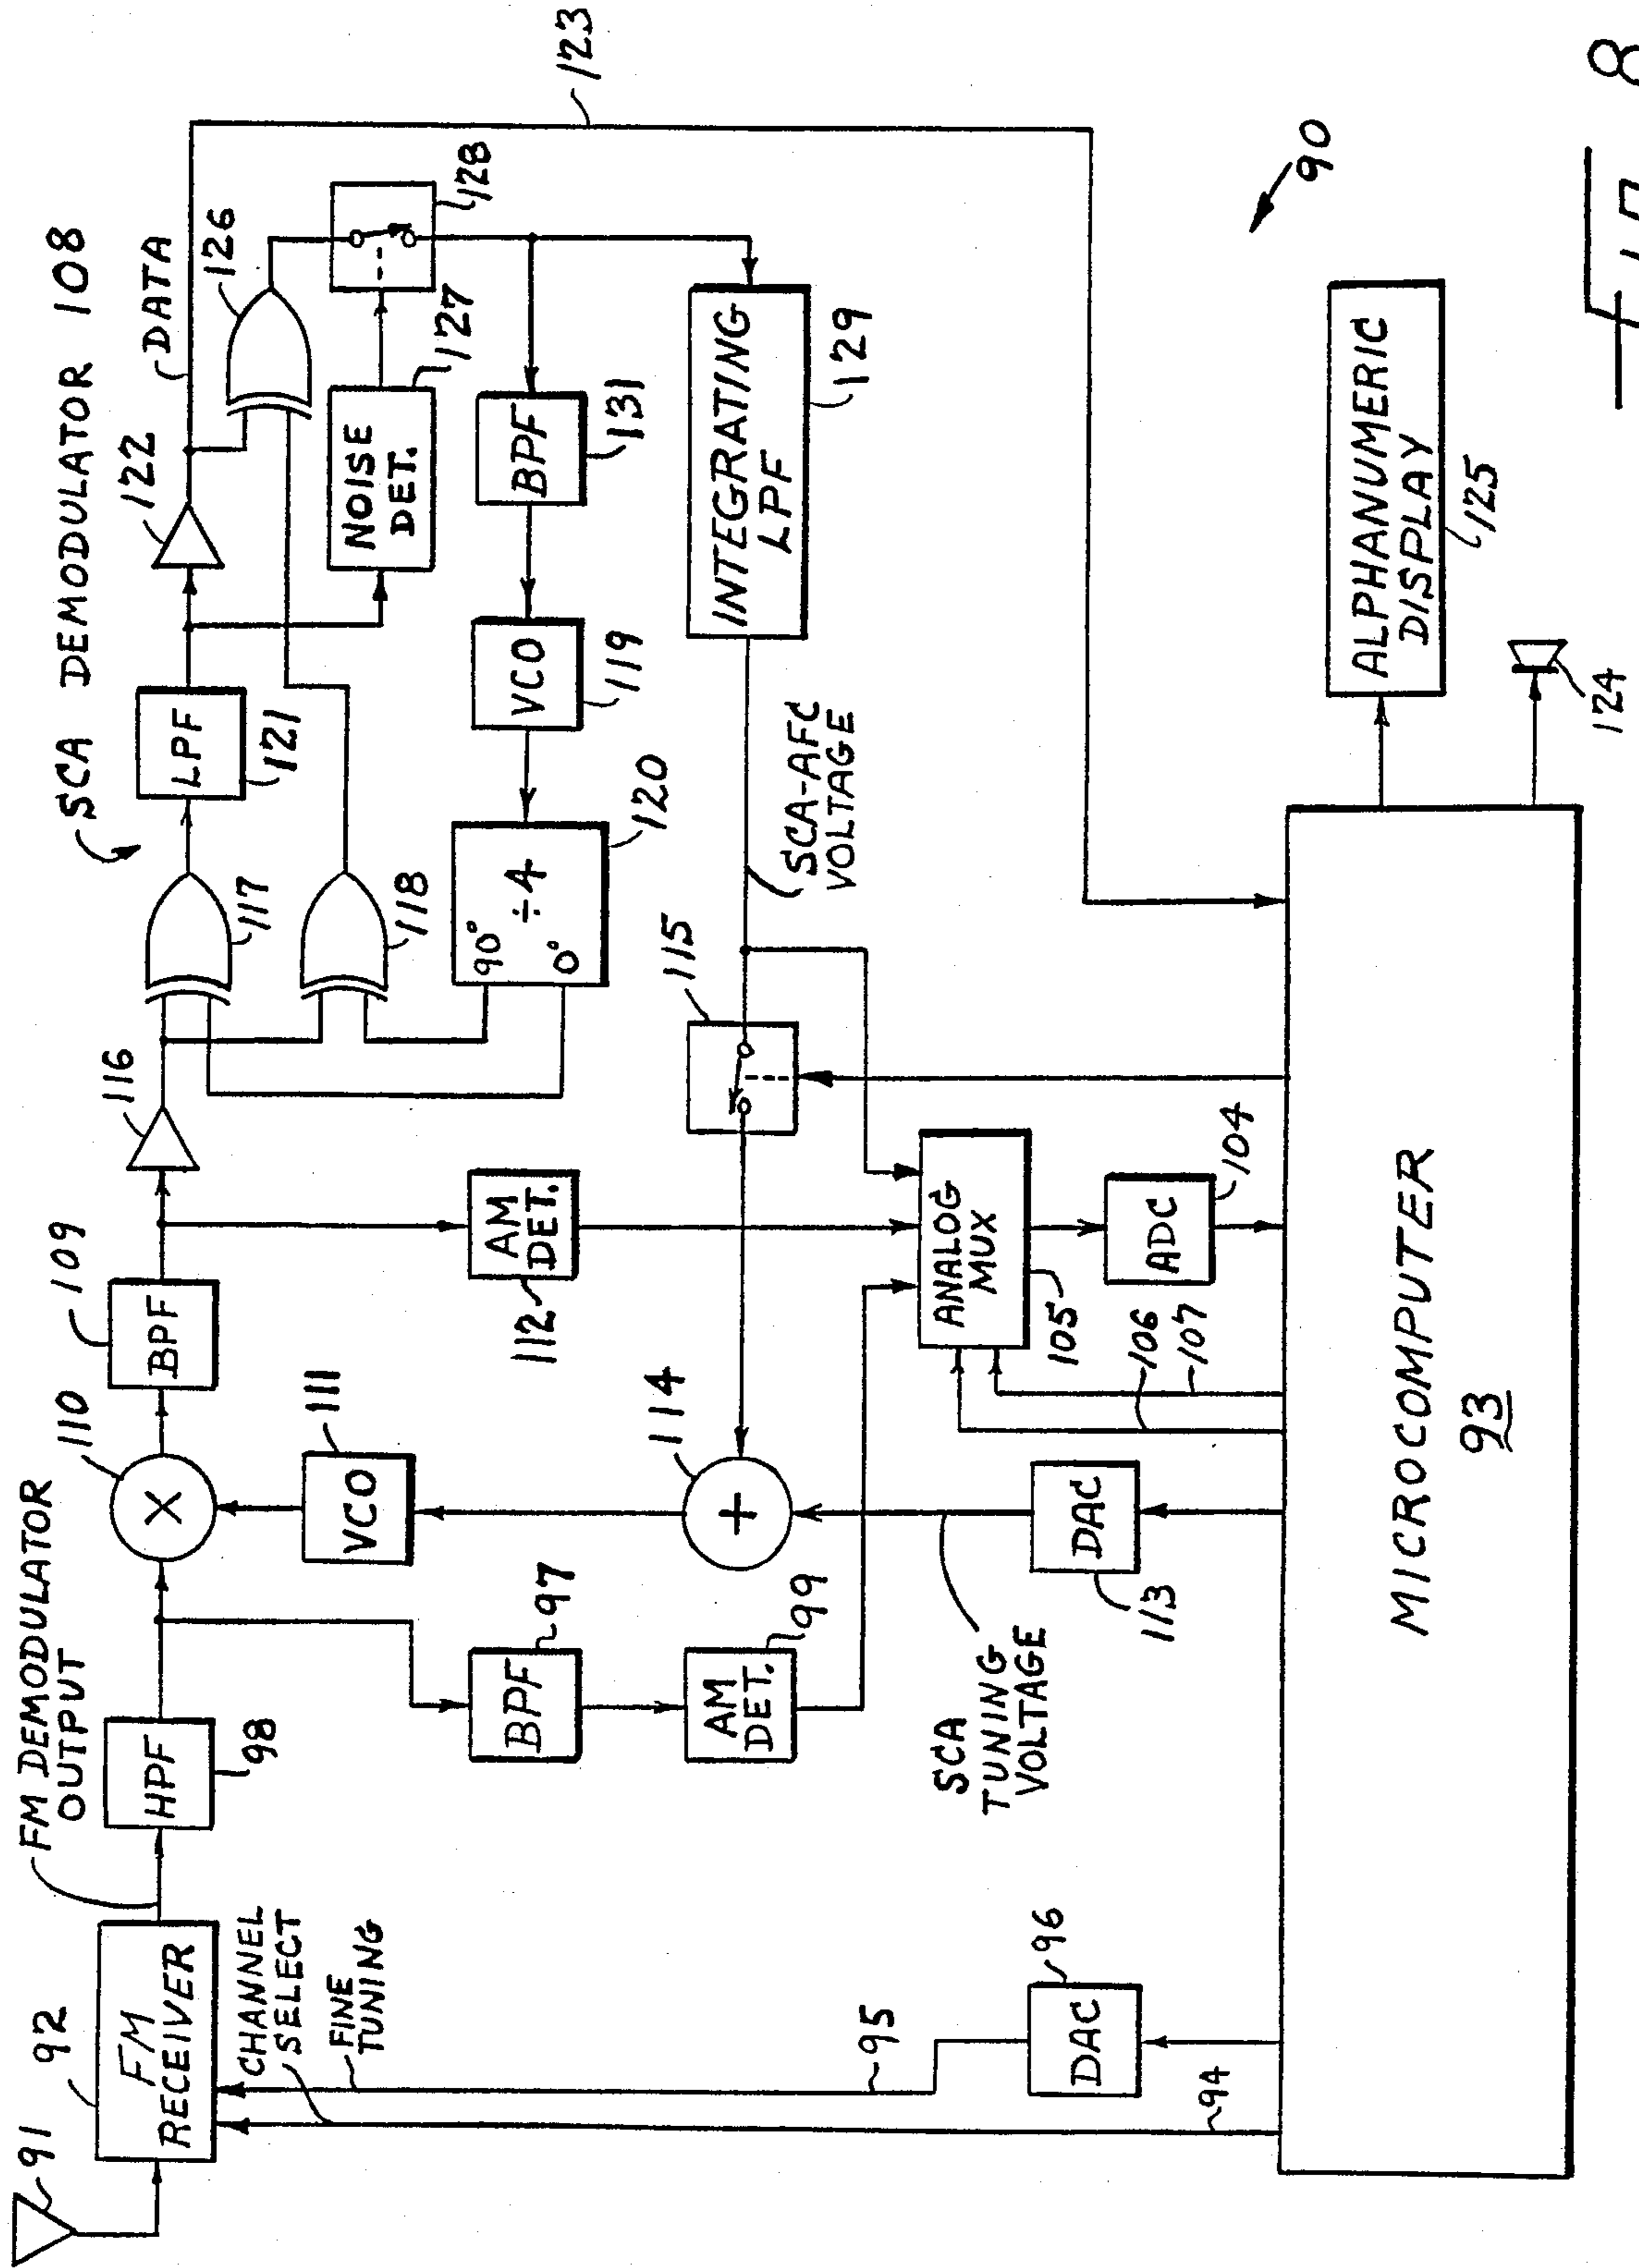 SCA DEMODULATOR 108
91
92
FM
RECEIVER
FM DEMODULATOR
OUTPUT
HPF
98
110
×
BPF
109
116
117
LPF
121
122
DATA
126
123
118
NOISE
DET.
127
128
CHANNEL
SELECT
FINE
TUNING
VCO
111
BPF
97
AM
DET.
112
90°
0°
÷4
120
VCO
119
BPF
131
AM
DET.
99
+
114
115
SCA-AFC
VOLTAGE
INTEGRATING
LPF
129
SCA
TUNING
VOLTAGE
ANALOG
MUX
105
95
DAC
96
94
DAC
113
106
107
ADC
104
90
MICROCOMPUTER
93
ALPHANUMERIC
DISPLAY
125
124
8